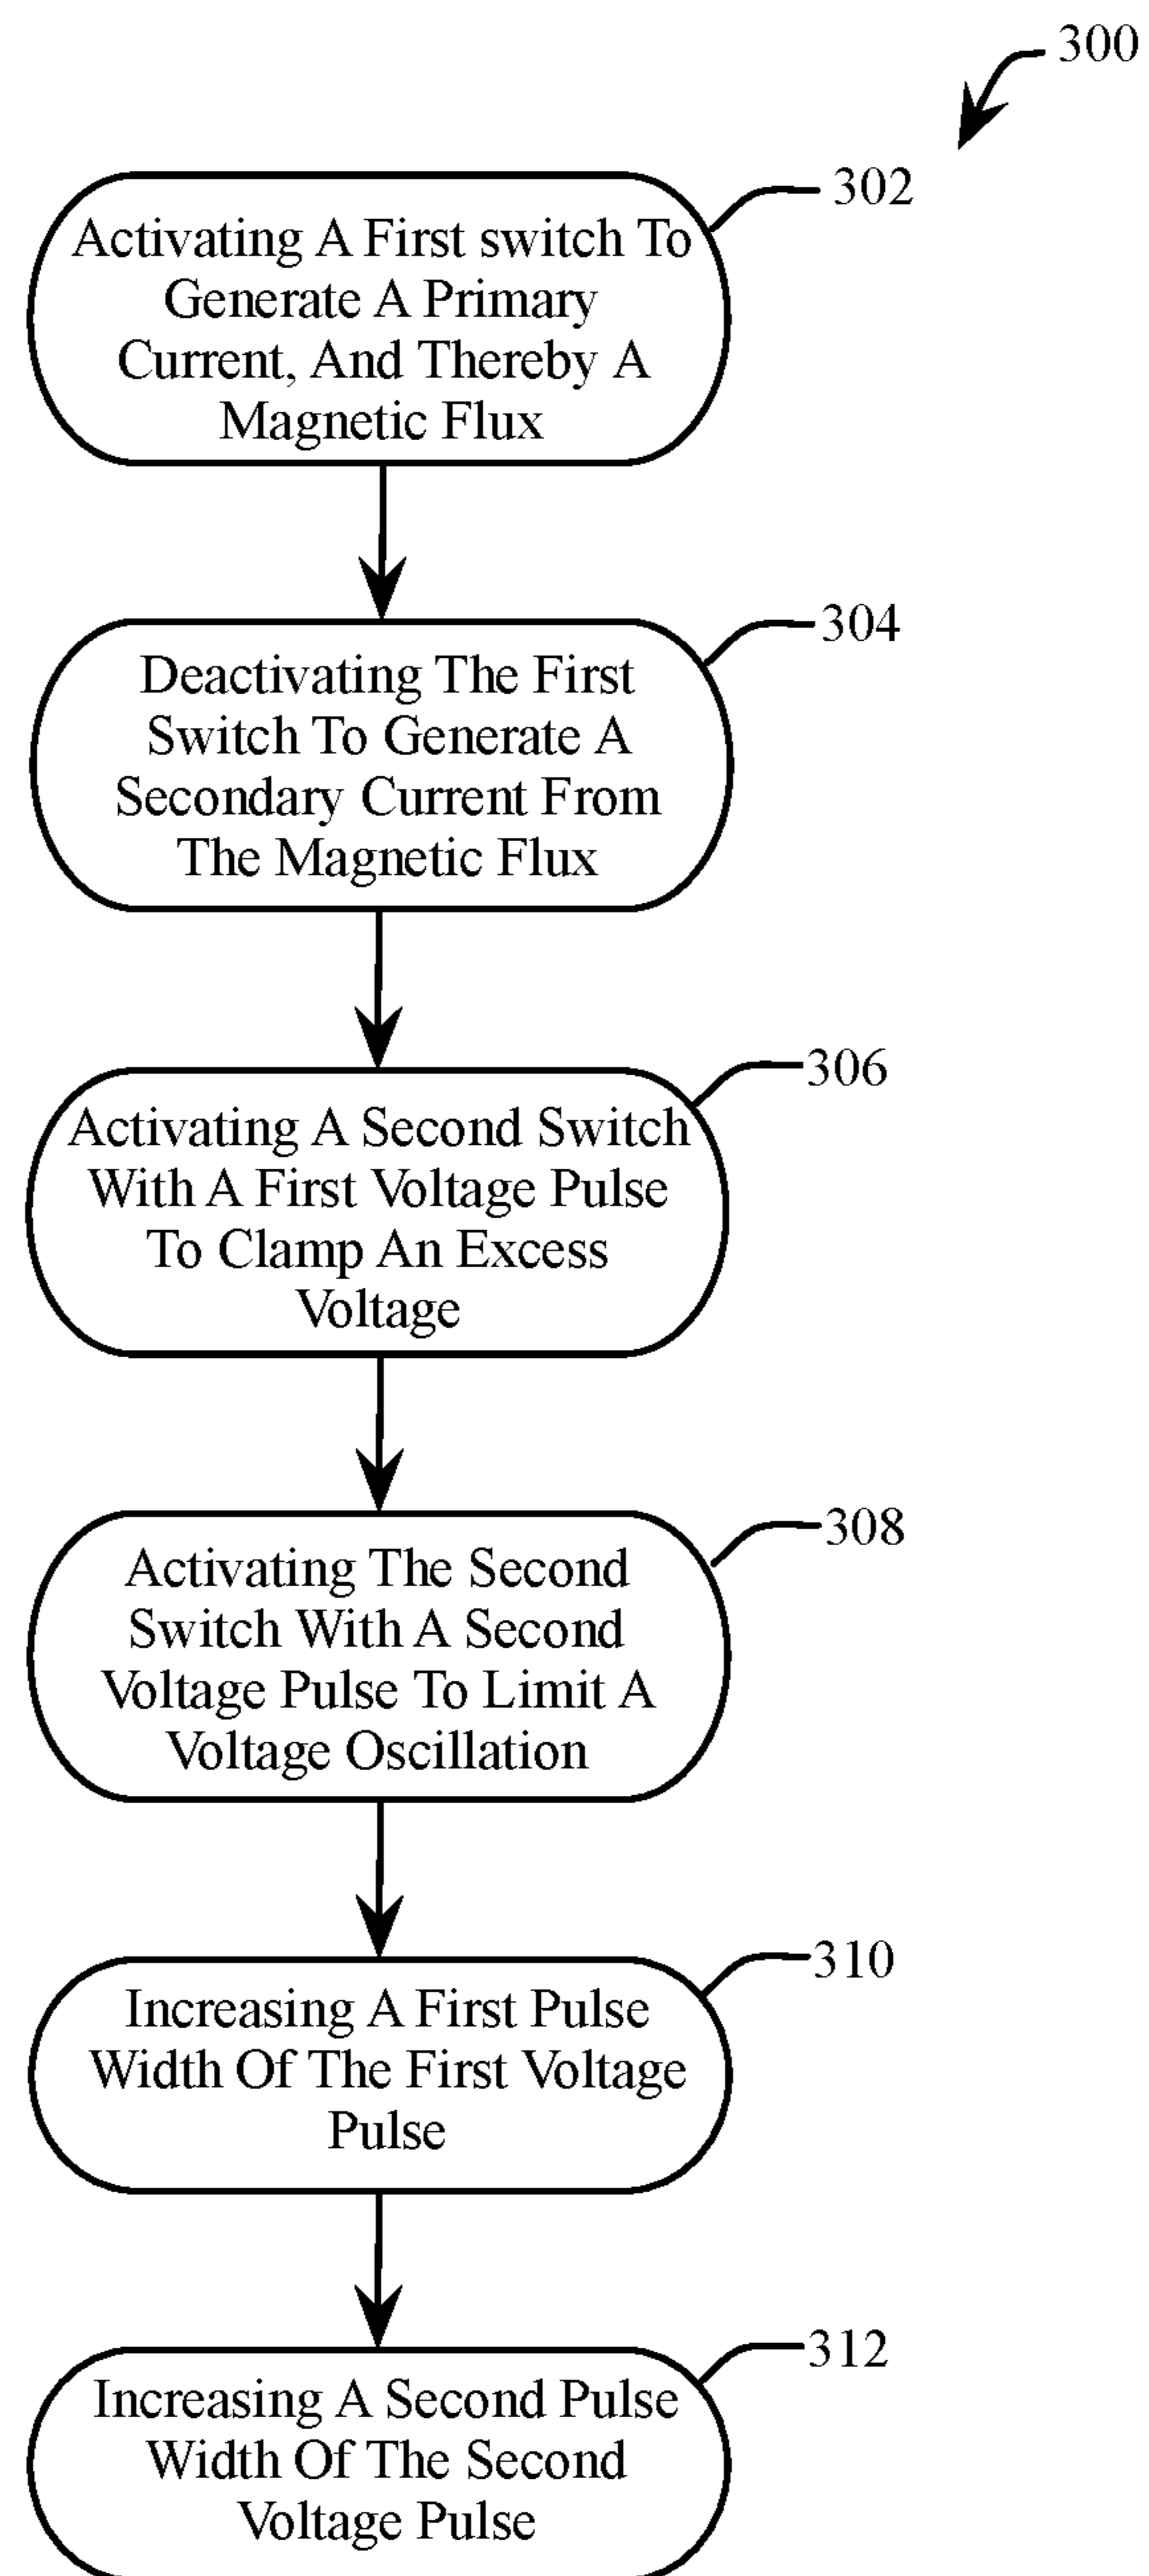 300
302
Activating A First switch To
Generate A Primary
Current, And Thereby A
Magnetic Flux
304
Deactivating The First
Switch To Generate A
Secondary Current From
The Magnetic Flux
306
Activating A Second Switch
With A First Voltage Pulse
To Clamp An Excess
Voltage
308
Activating The Second
Switch With A Second
Voltage Pulse To Limit A
Voltage Oscillation
310
Increasing A First Pulse
Width Of The First Voltage
Pulse
312
Increasing A Second Pulse
Width Of The Second
Voltage Pulse